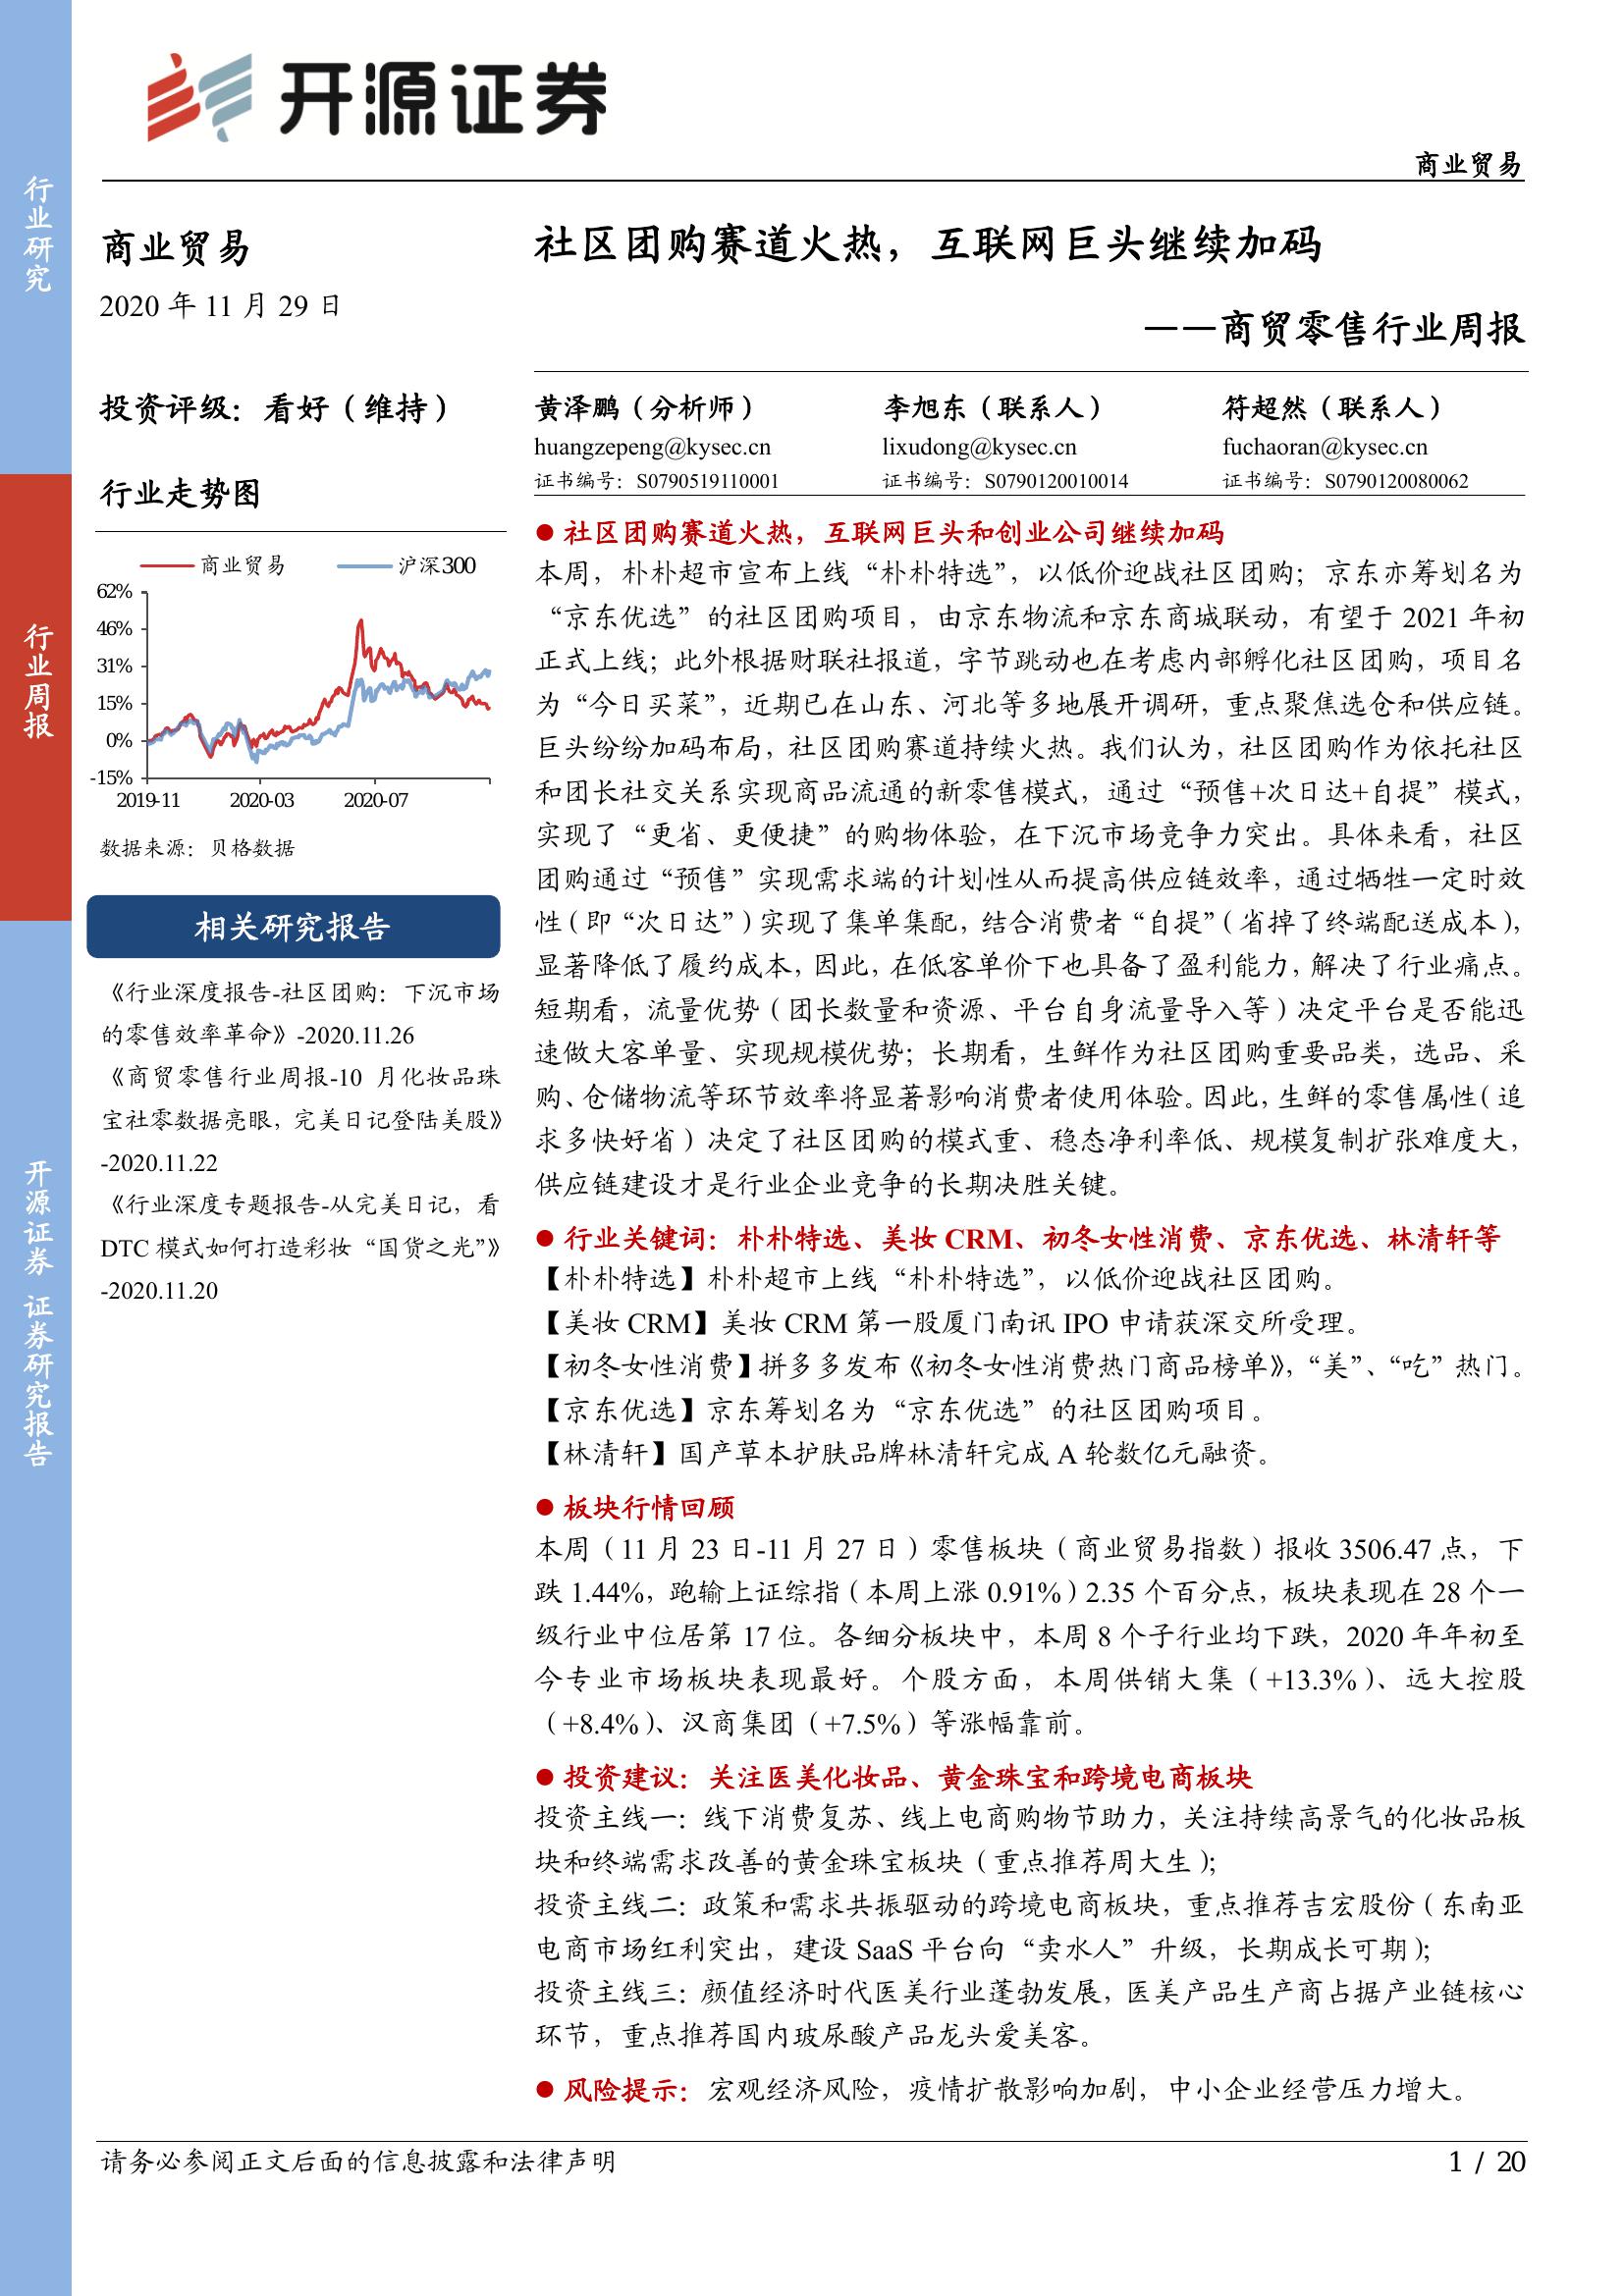 开源证券
商业贸易
行业研究
行业周报
开源证券 证券研究报告
商业贸易
2020 年 11 月 29 日
投资评级：看好（维持）
行业走势图
商业贸易 沪深300
62%
46%
31%
15%
0%
-15%
2019-11 2020-03 2020-07
数据来源：贝格数据
相关研究报告
《行业深度报告-社区团购：下沉市场
的零售效率革命》-2020.11.26
《商贸零售行业周报-10 月化妆品珠
宝社零数据亮眼，完美日记登陆美股》
-2020.11.22
《行业深度专题报告-从完美日记，看
DTC 模式如何打造彩妆“国货之光”》
-2020.11.20
社区团购赛道火热，互联网巨头继续加码
——商贸零售行业周报
黄泽鹏（分析师） 李旭东（联系人） 符超然（联系人）
huangzepeng@kysec.cn lixudong@kysec.cn fuchaoran@kysec.cn
证书编号：S0790519110001 证书编号：S0790120010014 证书编号：S0790120080062
● 社区团购赛道火热，互联网巨头和创业公司继续加码
本周，朴朴超市宣布上线“朴朴特选”，以低价迎战社区团购；京东亦筹划名为
“京东优选”的社区团购项目，由京东物流和京东商城联动，有望于 2021 年初
正式上线；此外根据财联社报道，字节跳动也在考虑内部孵化社区团购，项目名
为“今日买菜”，近期已在山东、河北等多地展开调研，重点聚焦选仓和供应链。
巨头纷纷加码布局，社区团购赛道持续火热。我们认为，社区团购作为依托社区
和团长社交关系实现商品流通的新零售模式，通过“预售+次日达+自提”模式，
实现了“更省、更便捷”的购物体验，在下沉市场竞争力突出。具体来看，社区
团购通过“预售”实现需求端的计划性从而提高供应链效率，通过牺牲一定时效
性（即“次日达”）实现了集单集配，结合消费者“自提”（省掉了终端配送成本），
显著降低了履约成本，因此，在低客单价下也具备了盈利能力，解决了行业痛点。
短期看，流量优势（团长数量和资源、平台自身流量导入等）决定平台是否能迅
速做大客单量、实现规模优势；长期看，生鲜作为社区团购重要品类，选品、采
购、仓储物流等环节效率将显著影响消费者使用体验。因此，生鲜的零售属性（追
求多快好省）决定了社区团购的模式重、稳态净利率低、规模复制扩张难度大，
供应链建设才是行业企业竞争的长期决胜关键。
● 行业关键词：朴朴特选、美妆 CRM、初冬女性消费、京东优选、林清轩等
【朴朴特选】朴朴超市上线“朴朴特选”，以低价迎战社区团购。
【美妆 CRM】美妆 CRM 第一股厦门南讯 IPO 申请获深交所受理。
【初冬女性消费】拼多多发布《初冬女性消费热门商品榜单》，“美”、“吃”热门。
【京东优选】京东筹划名为“京东优选”的社区团购项目。
【林清轩】国产草本护肤品牌林清轩完成 A 轮数亿元融资。
● 板块行情回顾
本周（11 月 23 日-11 月 27 日）零售板块（商业贸易指数）报收 3506.47 点，下
跌 1.44%，跑输上证综指（本周上涨 0.91%）2.35 个百分点，板块表现在 28 个一
级行业中位居第 17 位。各细分板块中，本周 8 个子行业均下跌，2020 年年初至
今专业市场板块表现最好。个股方面，本周供销大集（+13.3%）、远大控股
（+8.4%）、汉商集团（+7.5%）等涨幅靠前。
● 投资建议：关注医美化妆品、黄金珠宝和跨境电商板块
投资主线一：线下消费复苏、线上电商购物节助力，关注持续高景气的化妆品板
块和终端需求改善的黄金珠宝板块（重点推荐周大生）；
投资主线二：政策和需求共振驱动的跨境电商板块，重点推荐吉宏股份（东南亚
电商市场红利突出，建设 SaaS 平台向“卖水人”升级，长期成长可期）；
投资主线三：颜值经济时代医美行业蓬勃发展，医美产品生产商占据产业链核心
环节，重点推荐国内玻尿酸产品龙头爱美客。
● 风险提示：宏观经济风险，疫情扩散影响加剧，中小企业经营压力增大。
请务必参阅正文后面的信息披露和法律声明 1 / 20